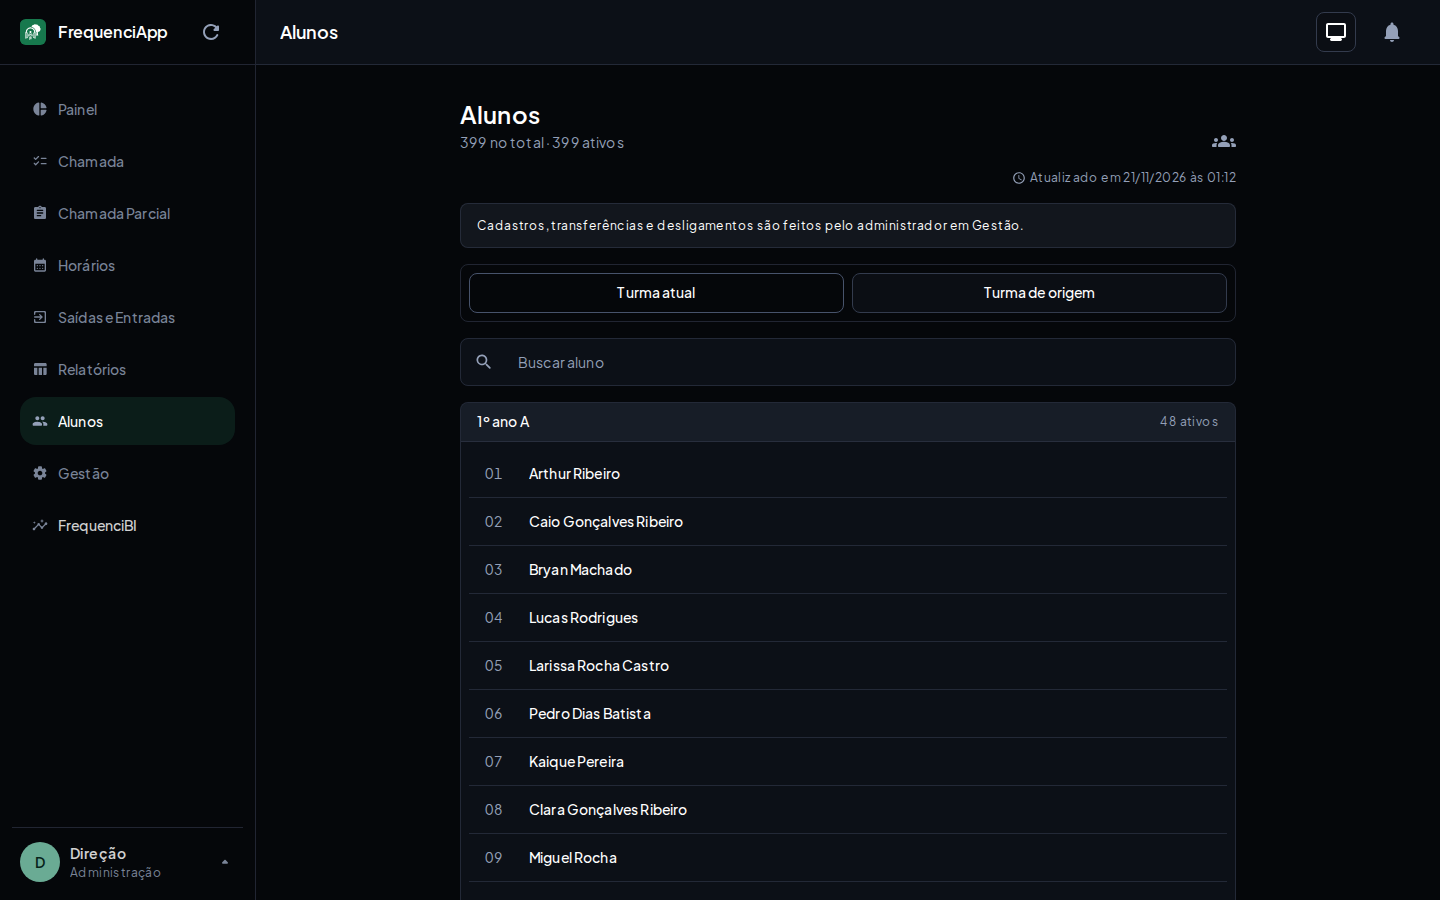 FrequenciApp
Alunos
Painel
Chamada
Chamada Parcial
Horários
Saídas e Entradas
Relatórios
Alunos
Gestão
FrequenciBI
D
Direção
Administração
Alunos
399 no total · 399 ativos
Atualizado em 21/11/2026 às 01:12
Cadastros, transferências e desligamentos são feitos pelo administrador em Gestão.
Turma atual
Turma de origem
Buscar aluno
1º ano A
48 ativos
01 Arthur Ribeiro
02 Caio Gonçalves Ribeiro
03 Bryan Machado
04 Lucas Rodrigues
05 Larissa Rocha Castro
06 Pedro Dias Batista
07 Kaique Pereira
08 Clara Gonçalves Ribeiro
09 Miguel Rocha